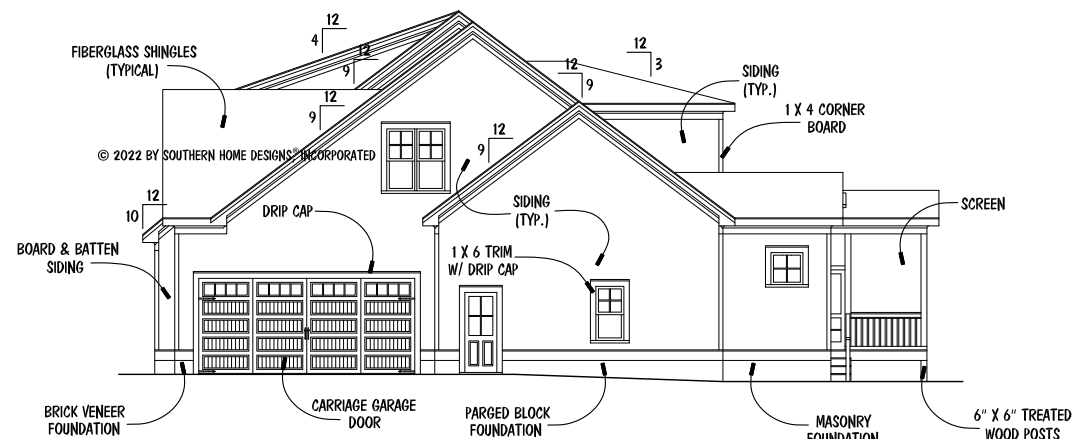 12
4
12
9
12
9
12
9
12
3
FIBERGLASS SHINGLES
(TYPICAL)
SIDING
(TYP.)
1 X 4 CORNER
BOARD
© 2022 BY SOUTHERN HOME DESIGNS® INCORPORATED
12
9
12
10
DRIP CAP
SIDING
(TYP.)
SCREEN
BOARD & BATTEN
SIDING
1 X 6 TRIM
W/ DRIP CAP
BRICK VENEER
FOUNDATION
CARRIAGE GARAGE
DOOR
PARGED BLOCK
FOUNDATION
MASONRY
FOUNDATION
6" X 6" TREATED
WOOD POSTS